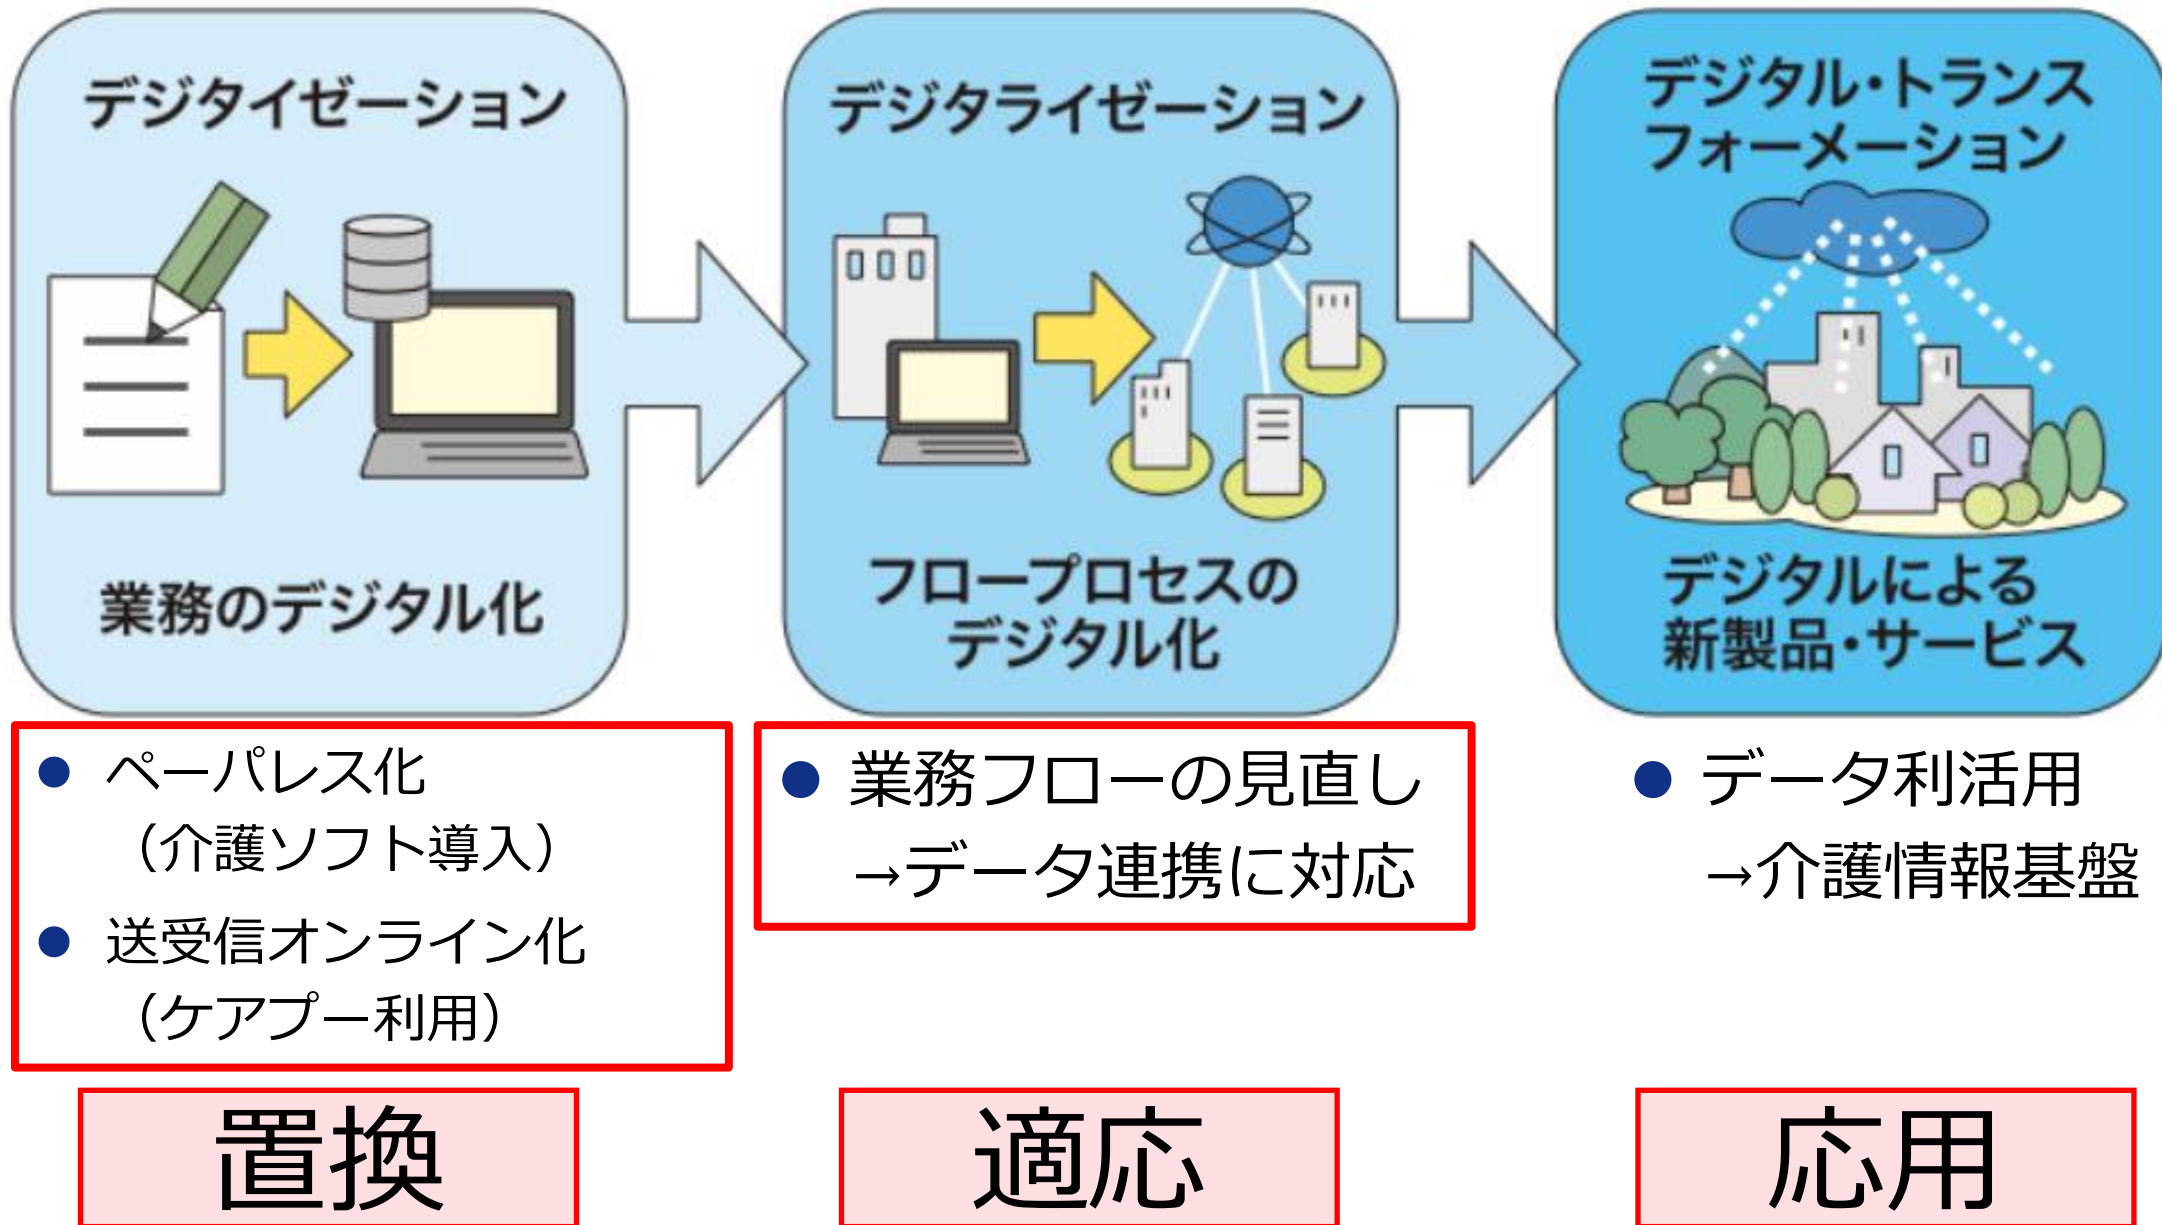 デジタイゼーション
業務のデジタル化
デジタライゼーション
フロープロセスの
デジタル化
デジタル・トランス
フォーメーション
デジタルによる
新製品・サービス
● ペーパレス化
（介護ソフト導入）
● 送受信オンライン化
（ケアプー利用）
● 業務フローの見直し
→データ連携に対応
● データ利活用
→介護情報基盤
置換
適応
応用